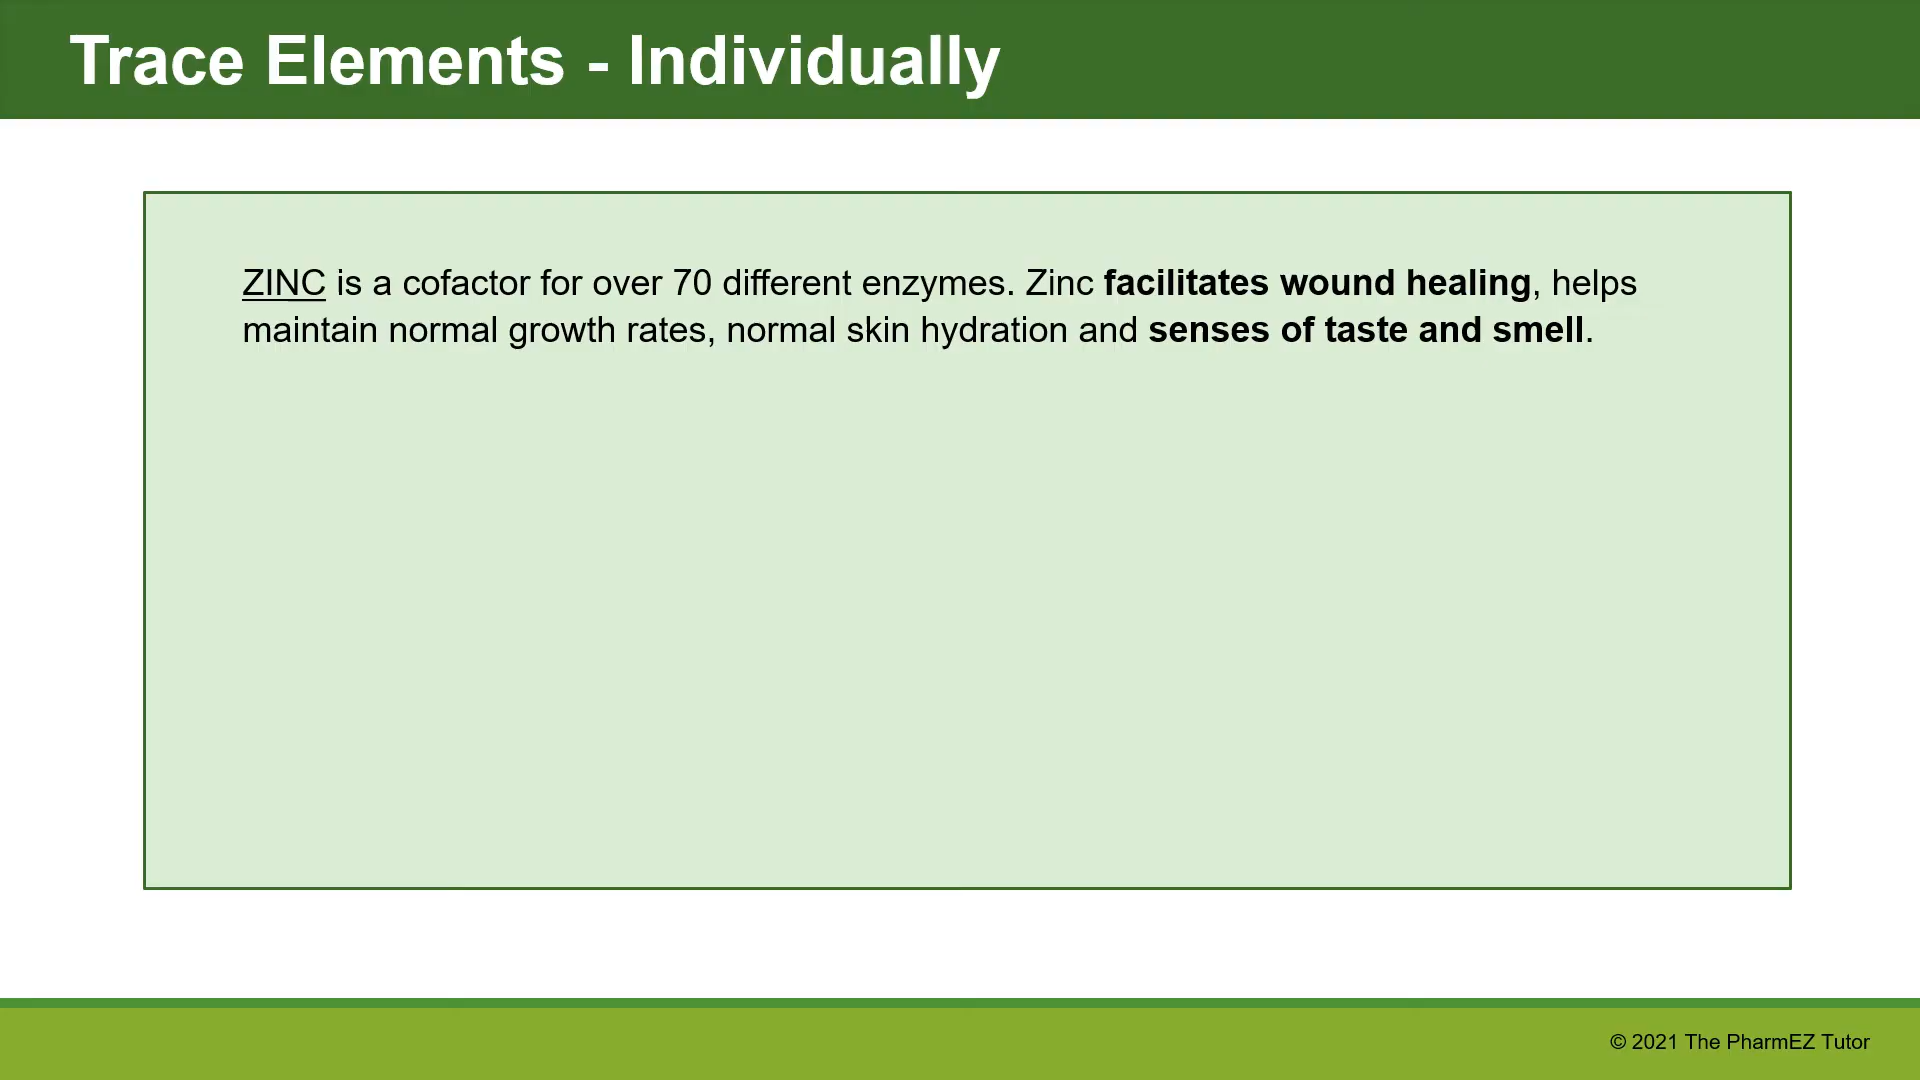 Trace Elements - Individually
ZINC is a cofactor for over 70 different enzymes. Zinc facilitates wound healing, helps
maintain normal growth rates, normal skin hydration and senses of taste and smell.
© 2021 The PharmEZ Tutor